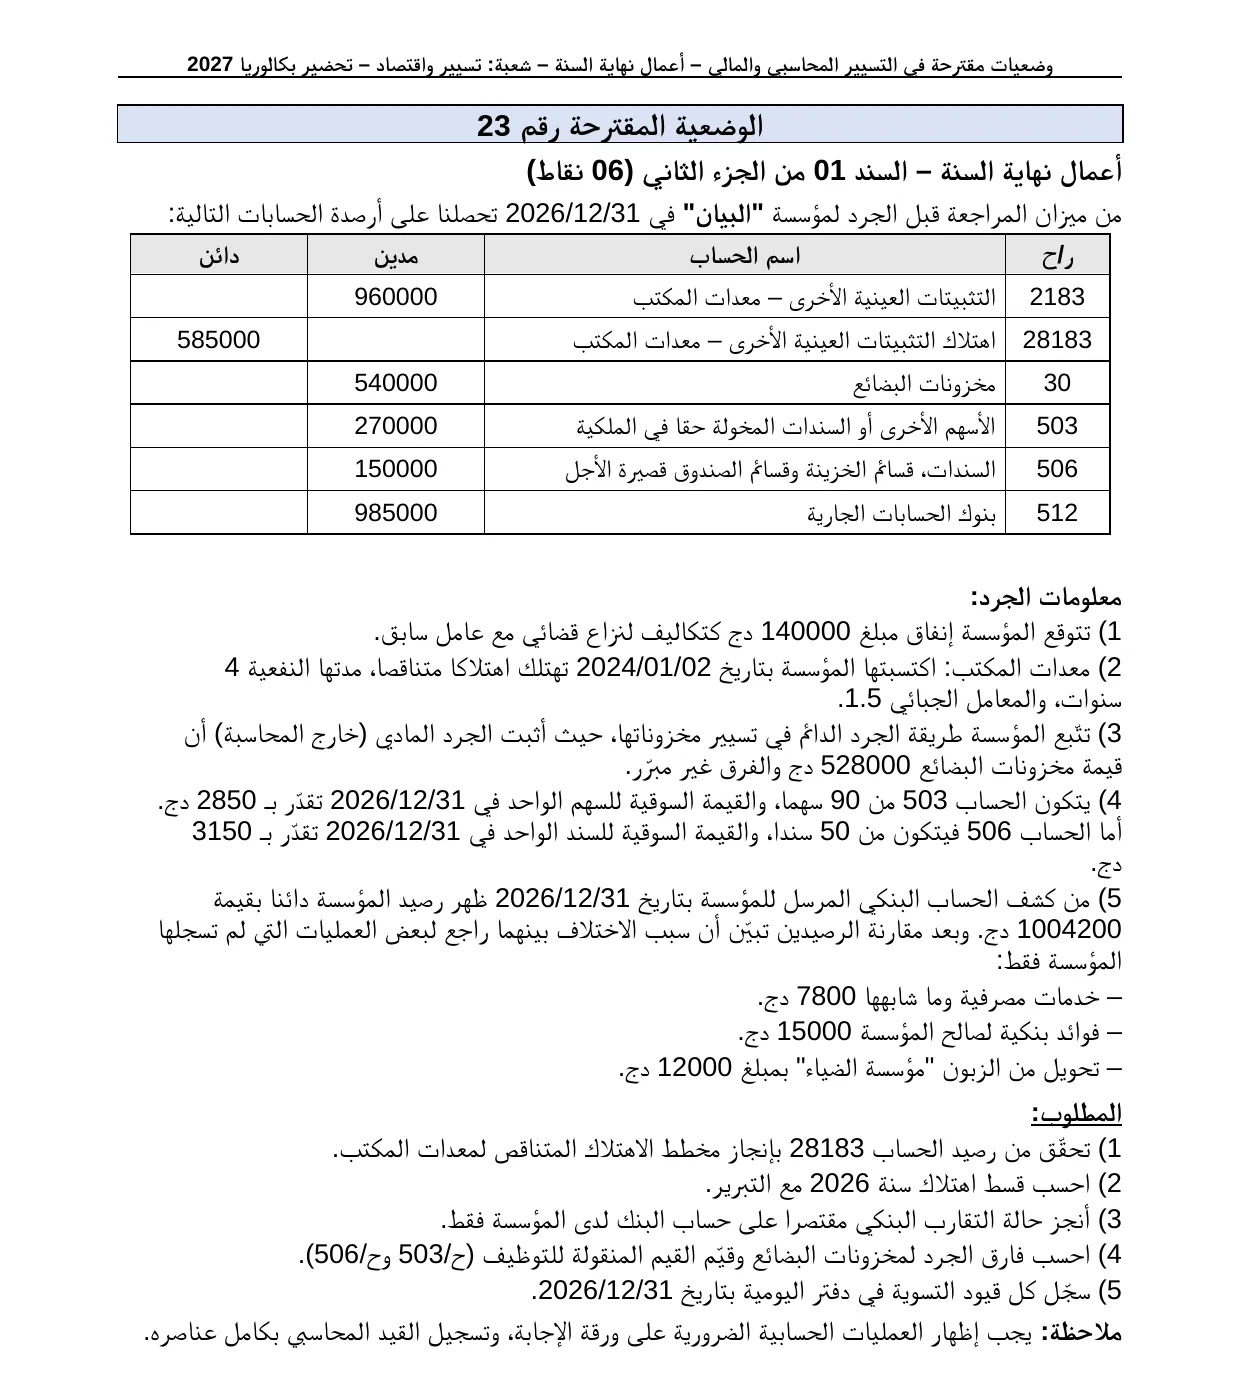 وضعيات مقترحة في التسيير المحاسبي والمالي – أعمال نهاية السنة – شعبة: تسيير واقتصاد – تحضير بكالوريا 2027
الوضعية المقترحة رقم 23
أعمال نهاية السنة – السند 01 من الجزء الثاني (06 نقاط)
من ميزان المراجعة قبل الجرد لمؤسسة "البيان" في 2026/12/31 تحصلنا على أرصدة الحسابات التالية:
ر/ح اسم الحساب مدين دائن
2183 التثبيتات العينية الأخرى – معدات المكتب 960000
28183 اهتلاك التثبيتات العينية الأخرى – معدات المكتب 585000
30 مخزونات البضائع 540000
503 الأسهم الأخرى أو السندات المخولة حقا في الملكية 270000
506 السندات، قسائم الخزينة وقسائم الصندوق قصيرة الأجل 150000
512 بنوك الحسابات الجارية 985000
معلومات الجرد:
1) تتوقع المؤسسة إنفاق مبلغ 140000 دج كتكاليف لنزاع قضائي مع عامل سابق.
2) معدات المكتب: اكتسبتها المؤسسة بتاريخ 2024/01/02 تهتلك اهتلاكا متناقصا، مدتها النفعية 4
سنوات، والمعامل الجبائي 1.5.
3) تتّبع المؤسسة طريقة الجرد الدائم في تسيير مخزوناتها، حيث أثبت الجرد المادي (خارج المحاسبة) أن
قيمة مخزونات البضائع 528000 دج والفرق غير مبرّر.
4) يتكون الحساب 503 من 90 سهما، والقيمة السوقية للسهم الواحد في 2026/12/31 تقدّر بـ 2850 دج.
أما الحساب 506 فيتكون من 50 سندا، والقيمة السوقية للسند الواحد في 2026/12/31 تقدّر بـ 3150
دج.
5) من كشف الحساب البنكي المرسل للمؤسسة بتاريخ 2026/12/31 ظهر رصيد المؤسسة دائنا بقيمة
1004200 دج. وبعد مقارنة الرصيدين تبيّن أن سبب الاختلاف بينهما راجع لبعض العمليات التي لم تسجلها
المؤسسة فقط:
– خدمات مصرفية وما شابهها 7800 دج.
– فوائد بنكية لصالح المؤسسة 15000 دج.
– تحويل من الزبون "مؤسسة الضياء" بمبلغ 12000 دج.
المطلوب:
1) تحقّق من رصيد الحساب 28183 بإنجاز مخطط الاهتلاك المتناقص لمعدات المكتب.
2) احسب قسط اهتلاك سنة 2026 مع التبرير.
3) أنجز حالة التقارب البنكي مقتصرا على حساب البنك لدى المؤسسة فقط.
4) احسب فارق الجرد لمخزونات البضائع وقيّم القيم المنقولة للتوظيف (ح/503 وح/506).
5) سجّل كل قيود التسوية في دفتر اليومية بتاريخ 2026/12/31.
ملاحظة: يجب إظهار العمليات الحسابية الضرورية على ورقة الإجابة، وتسجيل القيد المحاسبي بكامل عناصره.